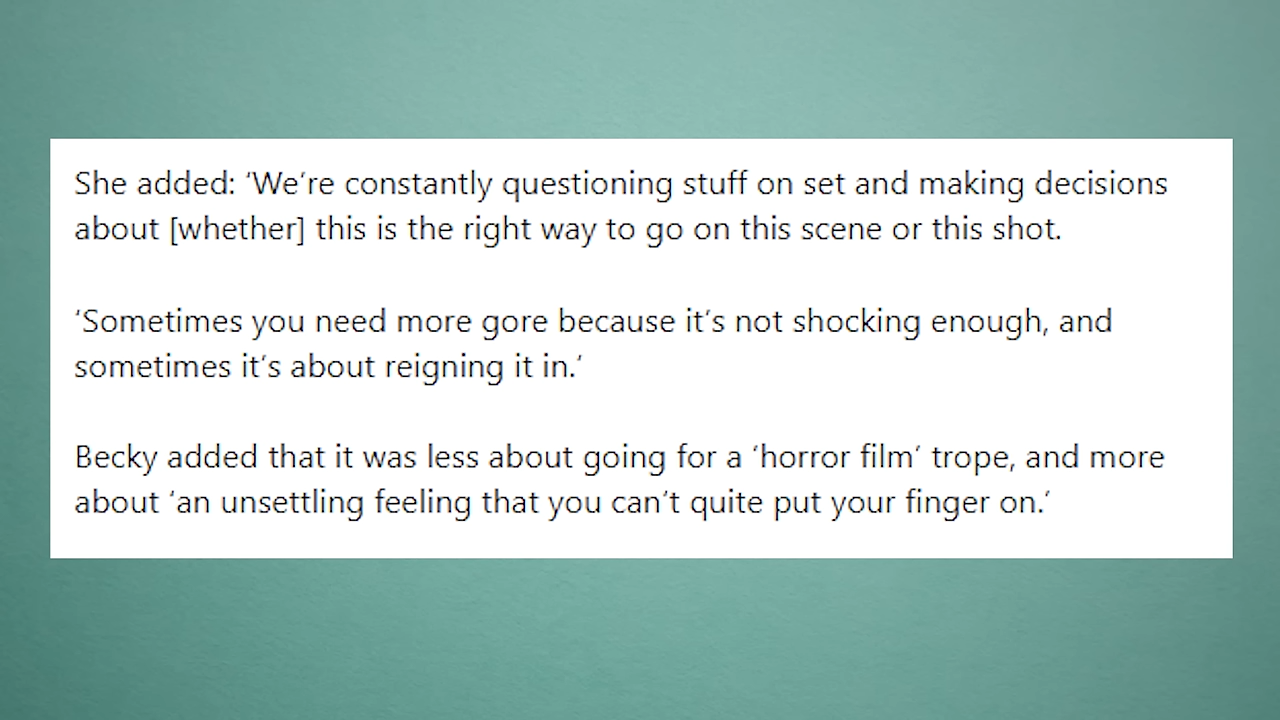 She added: ‘We’re constantly questioning stuff on set and making decisions
about [whether] this is the right way to go on this scene or this shot.
‘Sometimes you need more gore because it’s not shocking enough, and
sometimes it’s about reigning it in.’
Becky added that it was less about going for a ‘horror film’ trope, and more
about ‘an unsettling feeling that you can’t quite put your finger on.’